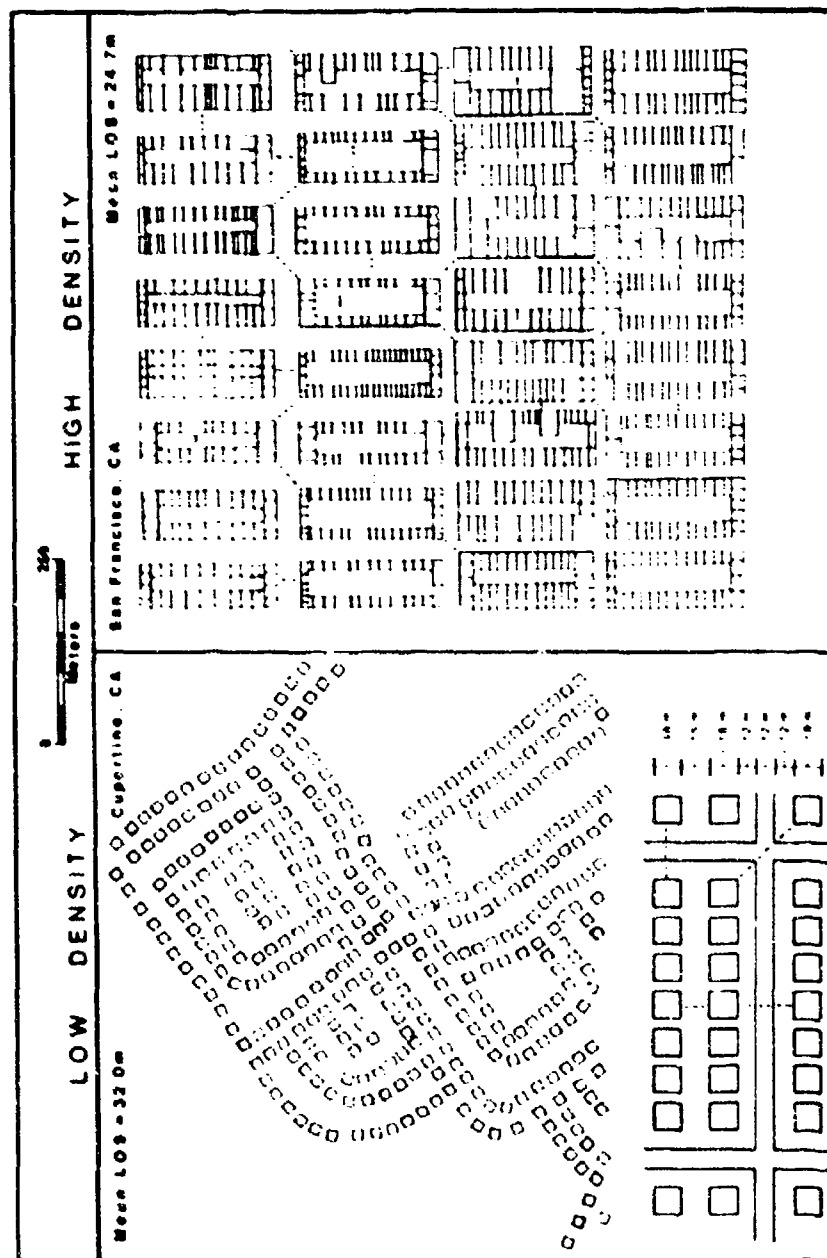 LOW DENSITY
HIGH DENSITY
0 250
Meters
Mean LOS = 32.0m
Cupertino, CA
San Francisco, CA
Mean LOS = 24.7m